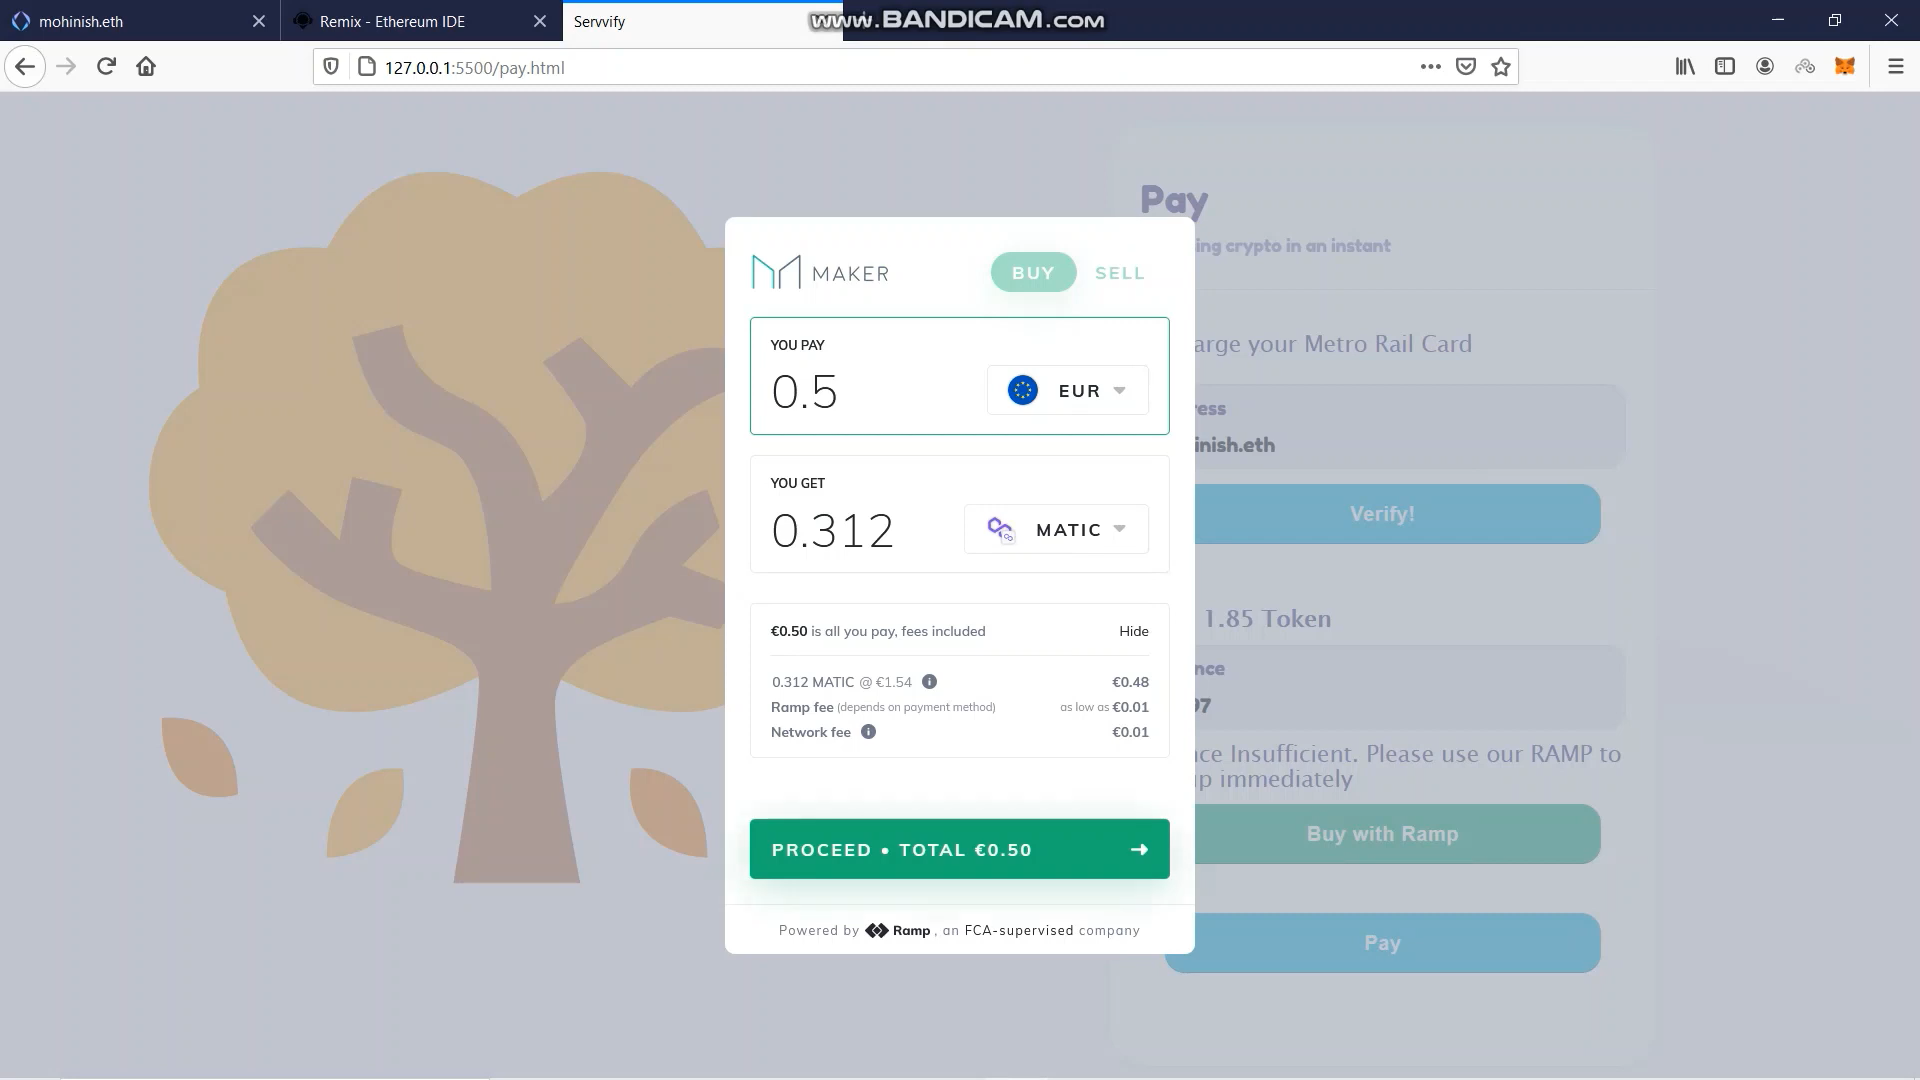 mohinish.eth
Remix - Ethereum IDE
Servvify
www.BANDICAM.com
127.0.0.1:5500/pay.html
Pay
ing crypto in an instant
MAKER
BUY
SELL
YOU PAY
0.5
EUR
arge your Metro Rail Card
ress
inish.eth
YOU GET
0.312
MATIC
Verify!
€0.50 is all you pay, fees included
Hide
0.312 MATIC @ €1.54
€0.48
Ramp fee (depends on payment method)
as low as €0.01
Network fee
€0.01
1.85 Token
nce
97
ce Insufficient. Please use our RAMP to
p immediately
PROCEED • TOTAL €0.50
Buy with Ramp
Powered by Ramp , an FCA-supervised company
Pay